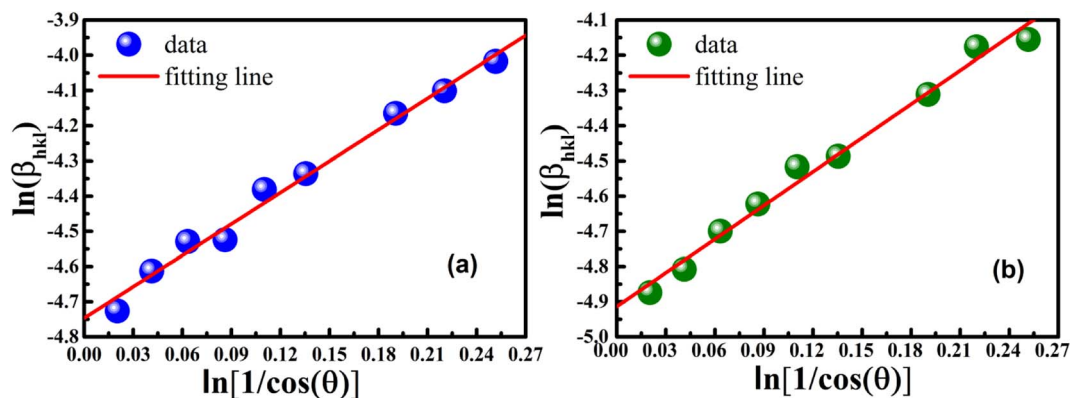 -3.9
-4.0
-4.1
-4.2
-4.3
-4.4
-4.5
-4.6
-4.7
-4.8
ln(βhkl)
data
fitting line
(a)
0.00 0.03 0.06 0.09 0.12 0.15 0.18 0.21 0.24 0.27
ln[1/cos(θ)]
-4.1
-4.2
-4.3
-4.4
-4.5
-4.6
-4.7
-4.8
-4.9
-5.0
ln(βhkl)
data
fitting line
(b)
0.00 0.03 0.06 0.09 0.12 0.15 0.18 0.21 0.24 0.27
ln[1/cos(θ)]